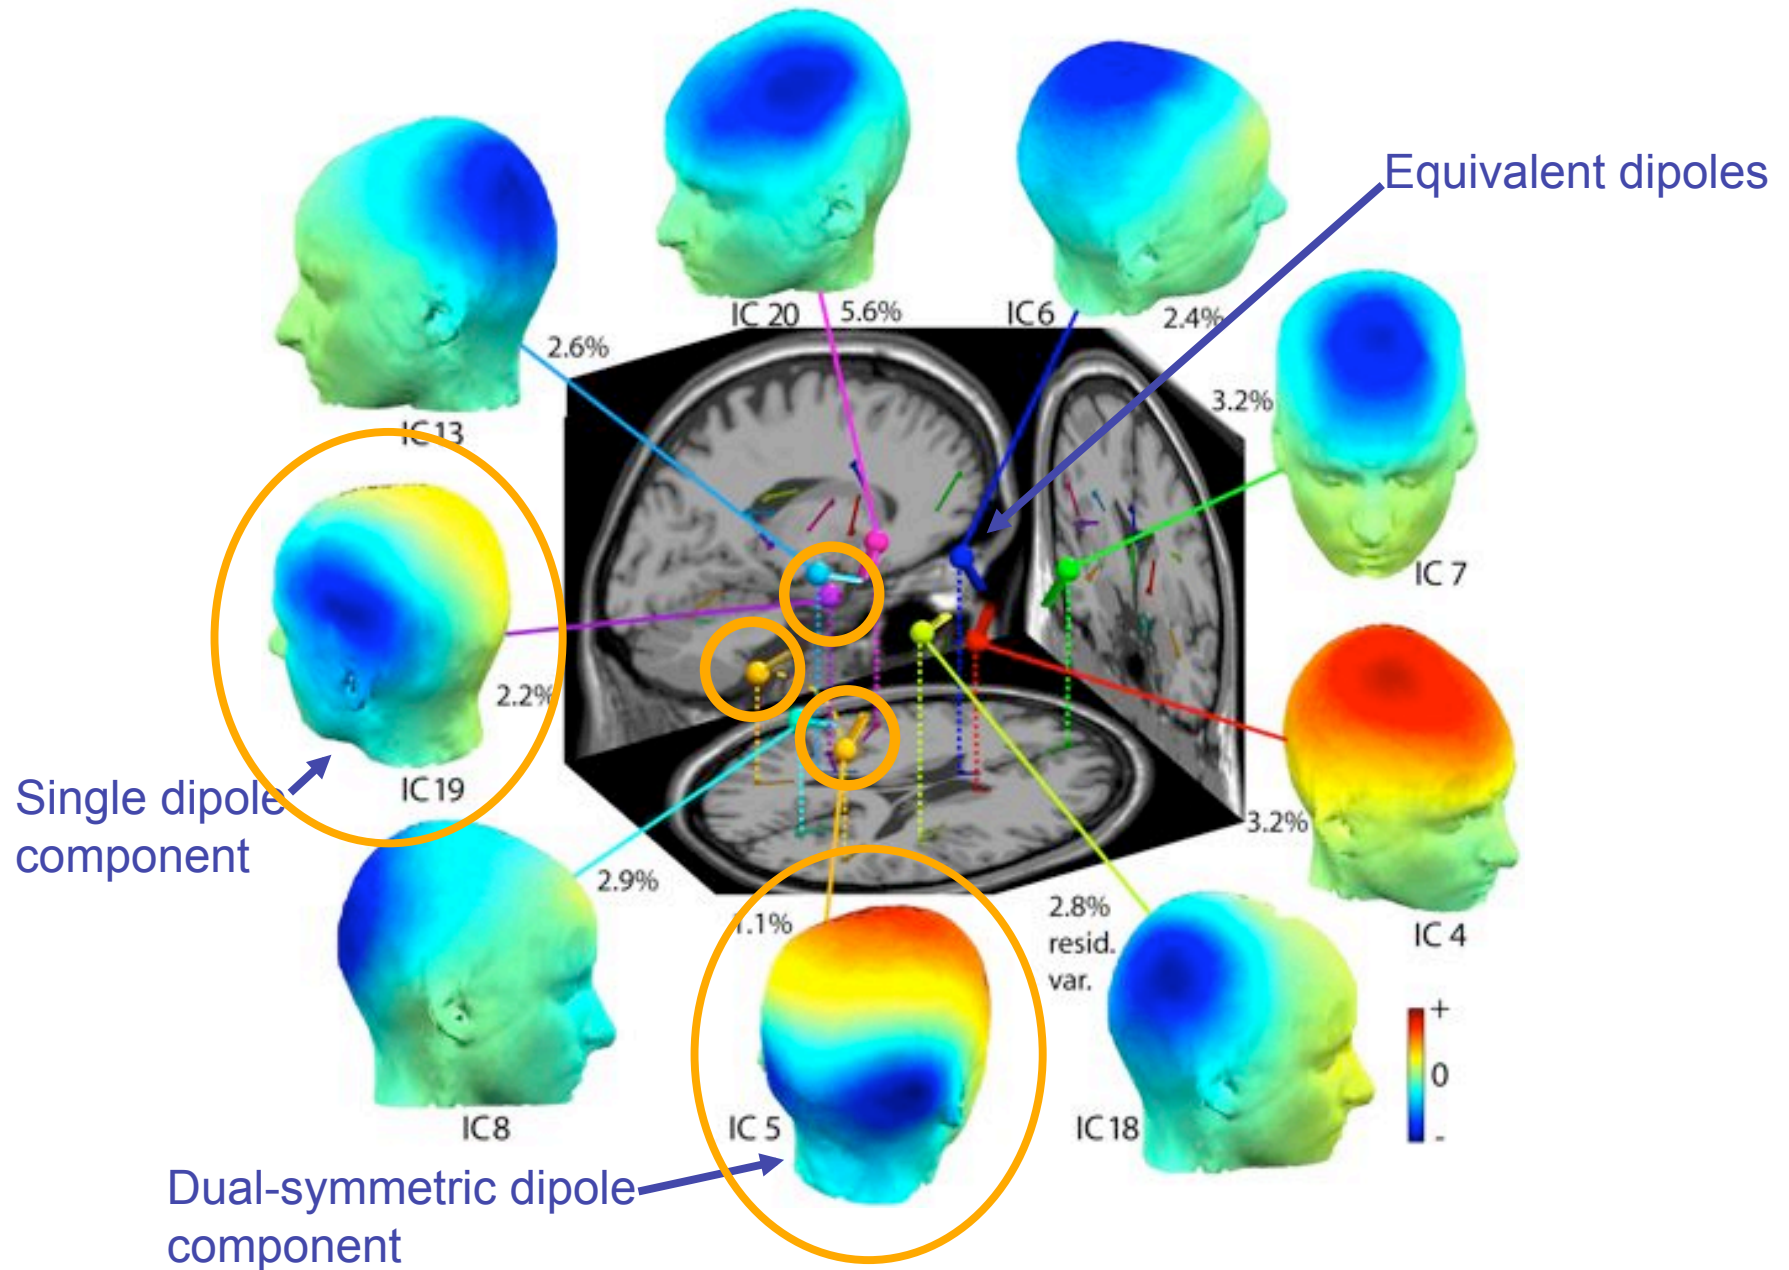 Equivalent dipoles
IC 20
5.6%
IC6
2.4%
2.6%
3.2%
IC13
IC 7
2.2%
IC19
Single dipole
component
3.2%
IC 4
2.9%
1.1%
2.8%
resid.
var.
IC8
IC 5
IC18
+
0
-
Dual-symmetric dipole
component